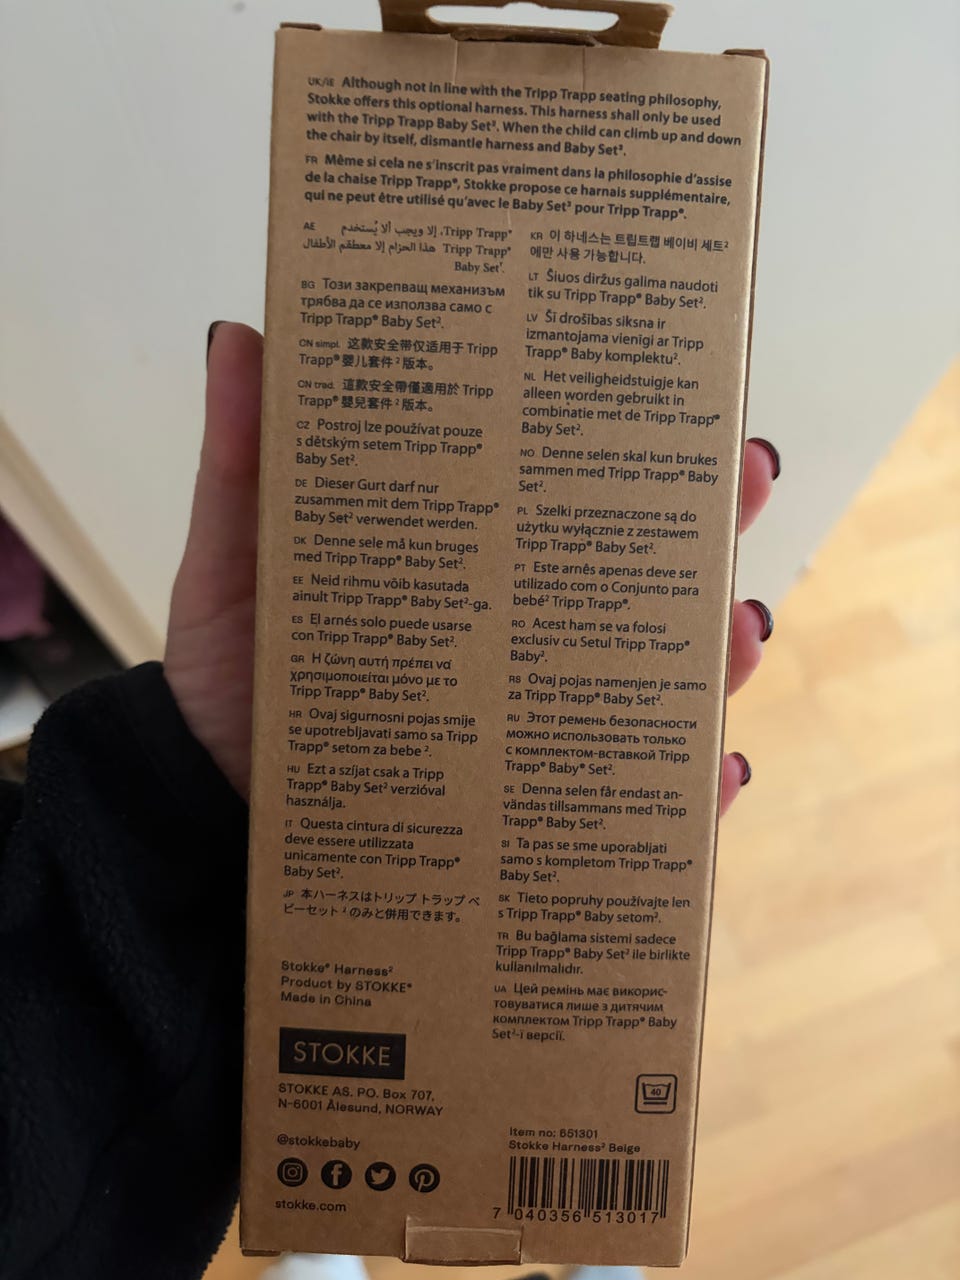 UK/IE Although not in line with the Tripp Trapp seating philosophy,
Stokke offers this optional harness. This harness shall only be used
with the Tripp Trapp Baby Set². When the child can climb up and down
the chair by itself, dismantle harness and Baby Set².
FR Même si cela ne s'inscrit pas vraiment dans la philosophie d'assise
de la chaise Tripp Trapp®, Stokke propose ce harnais supplémentaire,
qui ne peut être utilisé qu'avec le Baby Set² pour Tripp Trapp®.
AE إلا ويجب ألا يُستخدم ،Tripp Trapp®
هذا الحزام إلا معطقم الأطفال Tripp Trapp®
Baby Set².
BG Този закрепващ механизъм
трябва да се използва само с
Tripp Trapp® Baby Set².
CN simpl. 这款安全带仅适用于 Tripp
Trapp® 婴儿套件 ² 版本。
CN trad. 這款安全帶僅適用於 Tripp
Trapp® 嬰兒套件 ² 版本。
CZ Postroj lze používat pouze
s dětským setem Tripp Trapp®
Baby Set².
DE Dieser Gurt darf nur
zusammen mit dem Tripp Trapp®
Baby Set² verwendet werden.
DK Denne sele må kun bruges
med Tripp Trapp® Baby Set².
EE Neid rihmu võib kasutada
ainult Tripp Trapp® Baby Set²-ga.
ES El arnés solo puede usarse
con Tripp Trapp® Baby Set².
GR Η ζώνη αυτή πρέπει να
χρησιμοποιείται μόνο με το
Tripp Trapp® Baby Set².
HR Ovaj sigurnosni pojas smije
se upotrebljavati samo sa Tripp
Trapp® setom za bebe ².
HU Ezt a szíjat csak a Tripp
Trapp® Baby Set² verzióval
használja.
IT Questa cintura di sicurezza
deve essere utilizzata
unicamente con Tripp Trapp®
Baby Set².
JP 本ハーネスはトリップ トラップ ベ
ビーセット ² のみと併用できます。
KR 이 하네스는 트립트랩 베이비 세트²
에만 사용 가능합니다.
LT Šiuos diržus galima naudoti
tik su Tripp Trapp® Baby Set².
LV Šī drošības siksna ir
izmantojama vienīgi ar Tripp
Trapp® Baby komplektu².
NL Het veiligheidstuigje kan
alleen worden gebruikt in
combinatie met de Tripp Trapp®
Baby Set².
NO Denne selen skal kun brukes
sammen med Tripp Trapp® Baby
Set².
PL Szelki przeznaczone są do
użytku wyłącznie z zestawem
Tripp Trapp® Baby Set².
PT Este arnês apenas deve ser
utilizado com o Conjunto para
bebé² Tripp Trapp®.
RO Acest ham se va folosi
exclusiv cu Setul Tripp Trapp®
Baby².
RS Ovaj pojas namenjen je samo
za Tripp Trapp® Baby Set².
RU Этот ремень безопасности
можно использовать только
с комплектом-вставкой Tripp
Trapp® Baby® Set².
SE Denna selen får endast an-
vändas tillsammans med Tripp
Trapp® Baby Set².
SI Ta pas se sme uporabljati
samo s kompletom Tripp Trapp®
Baby Set².
SK Tieto popruhy používajte len
s Tripp Trapp® Baby setom².
TR Bu bağlama sistemi sadece
Tripp Trapp® Baby Set² ile birlikte
kullanılmalıdır.
UA Цей ремінь має викорис-
товуватися лише з дитячим
комплектом Tripp Trapp® Baby
Set²-ї версії.
Stokke® Harness²
Product by STOKKE®
Made in China
STOKKE
STOKKE AS. PO. Box 707,
N-6001 Ålesund, NORWAY
@stokkebaby
stokke.com
40
Item no: 651301
Stokke Harness² Beige
7 040356 513017